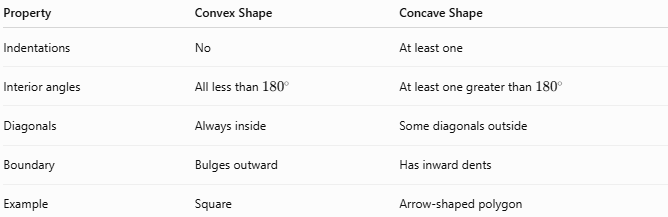 Property Convex Shape Concave Shape
Indentations No At least one
Interior angles All less than 180° At least one greater than 180°
Diagonals Always inside Some diagonals outside
Boundary Bulges outward Has inward dents
Example Square Arrow-shaped polygon